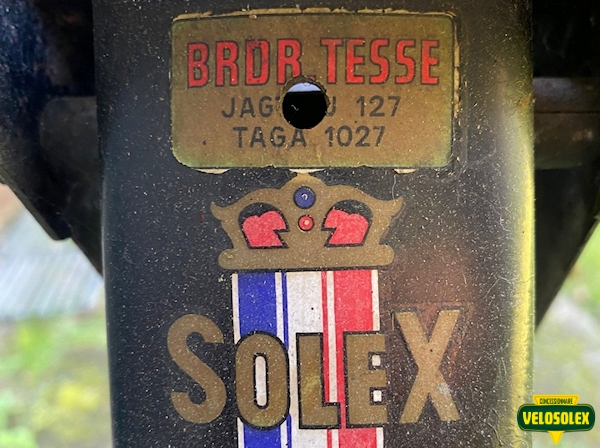 BRDR. TESSE
127
TAGA 1027
SOLEX
CONCESSIONNAIRE
VELOSOLEX